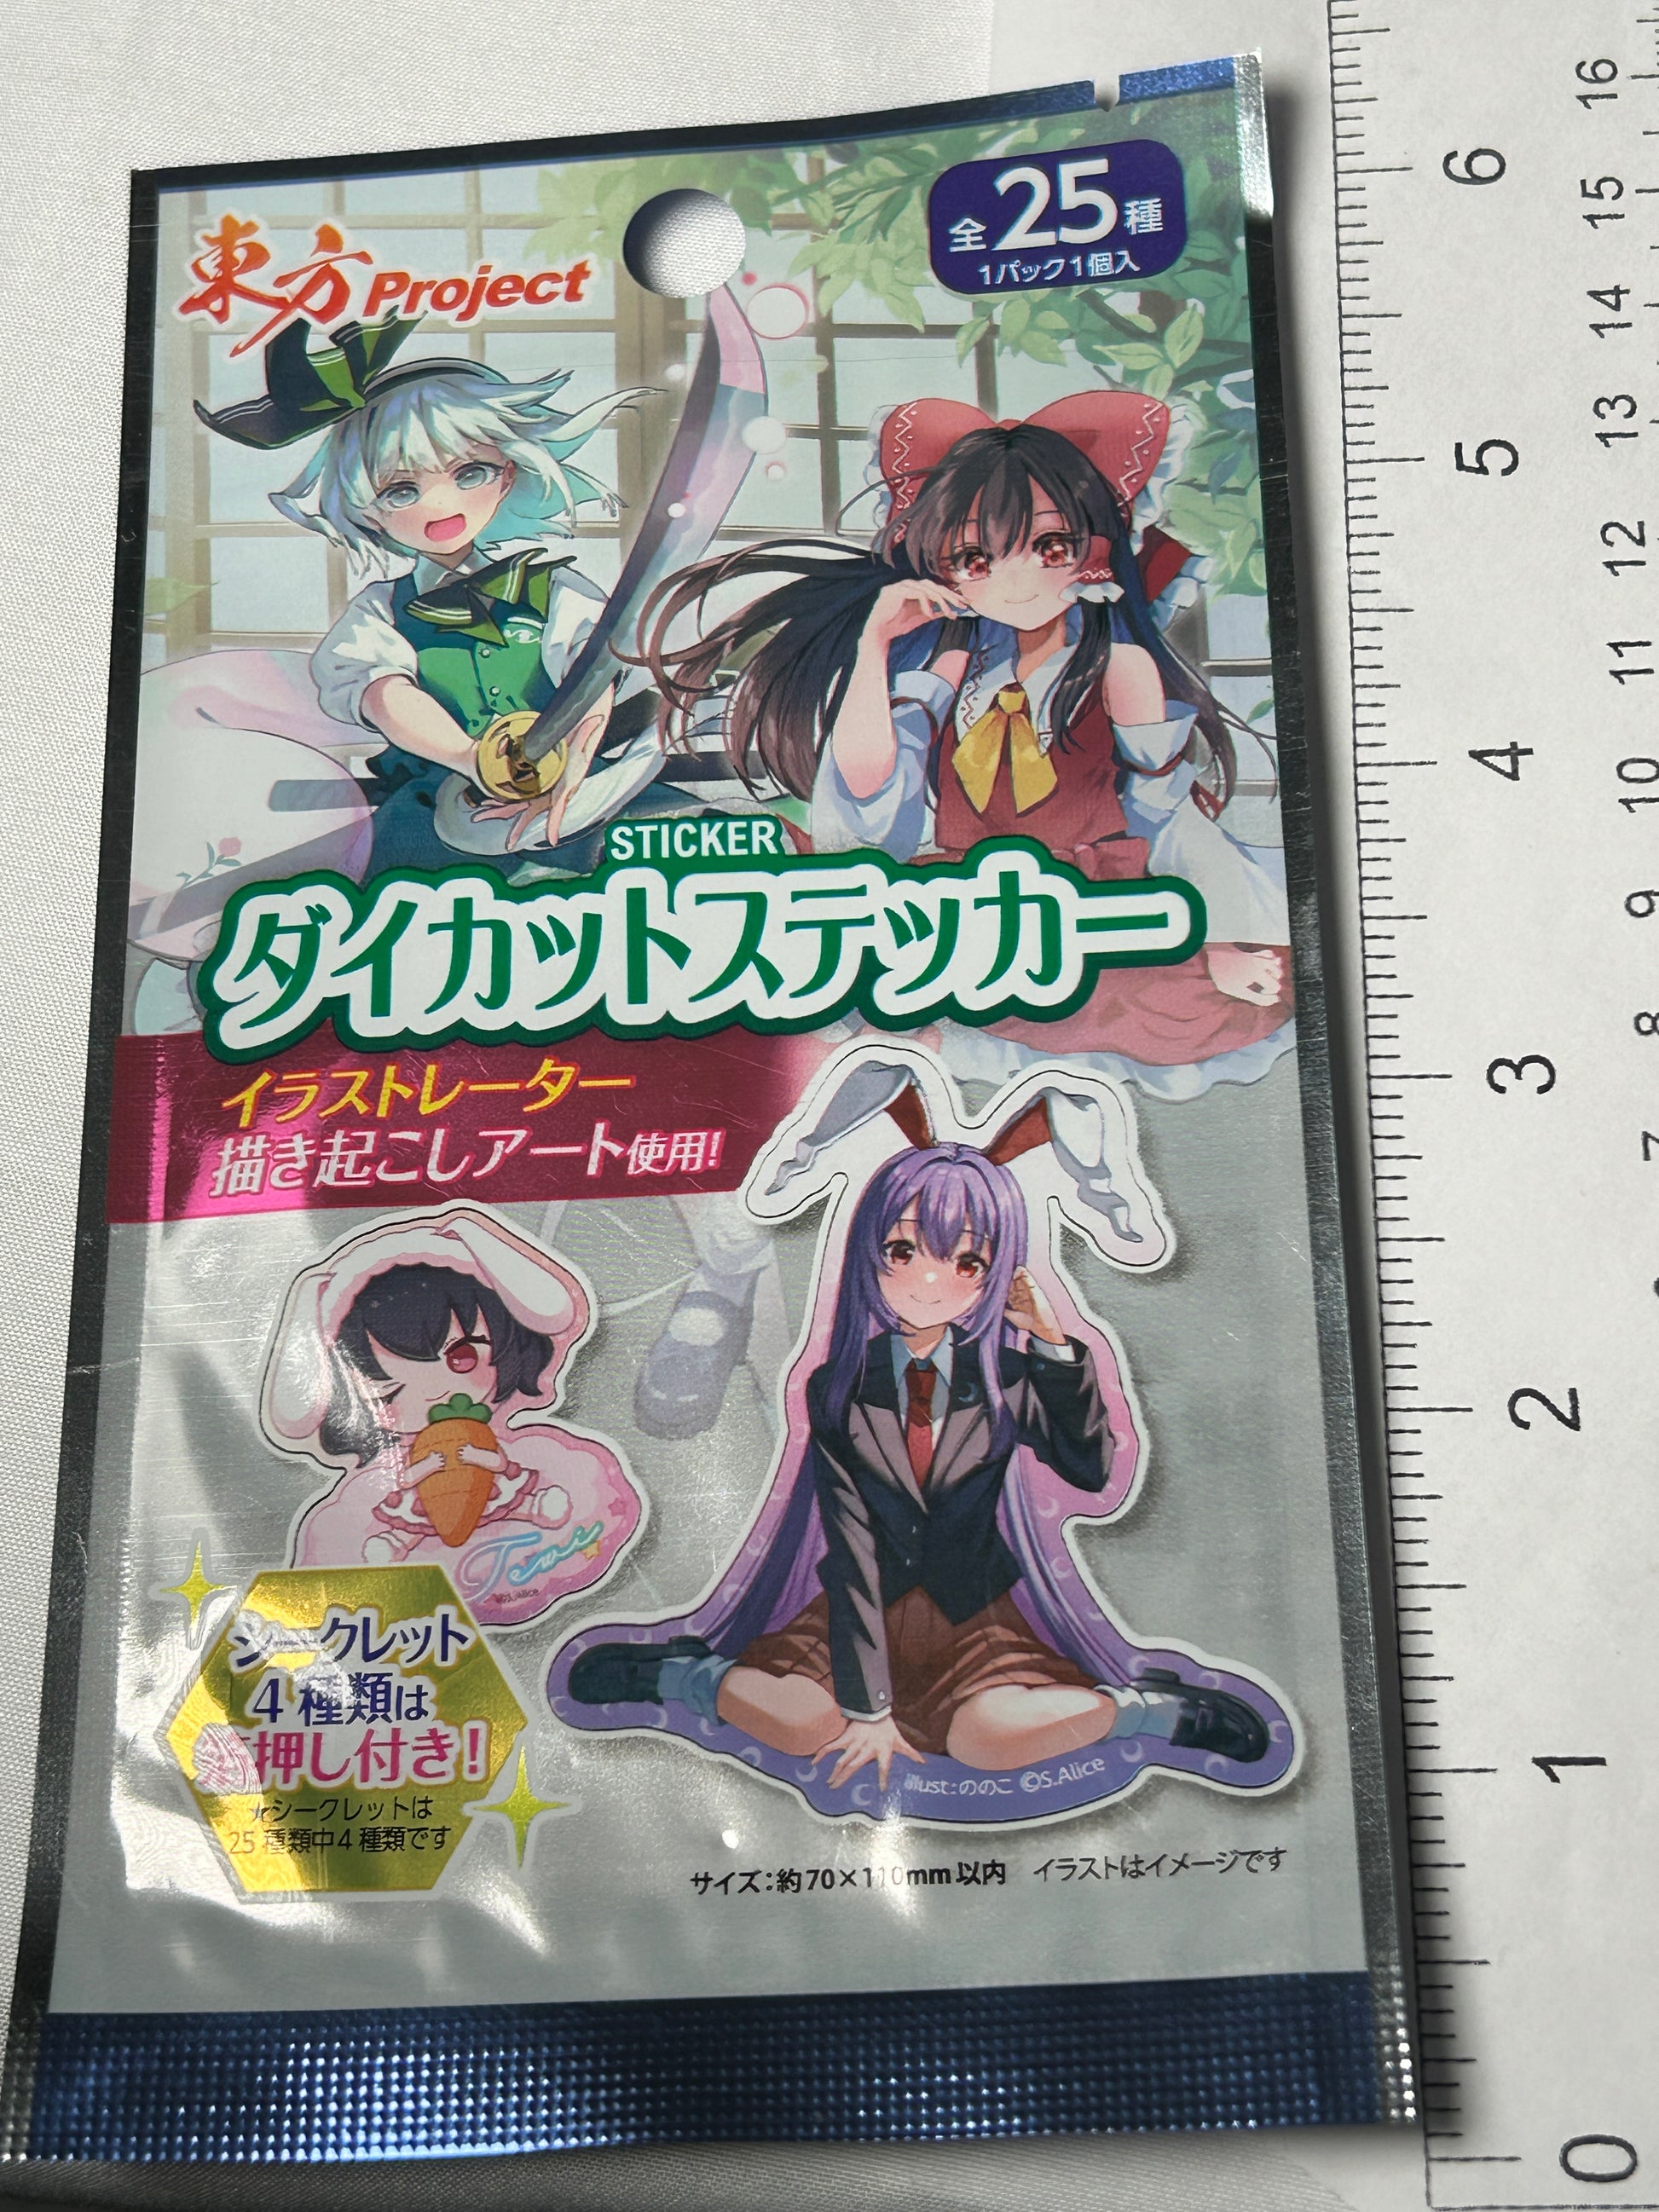 東方Project
全25種
1パック1個入
STICKER
ダイカットステッカー
イラストレーター
描き起こしアート使用!
Tewi
シークレット
4種類は
押し付き!
★シークレットは
25種類中4種類です
illust:ののこ ©S.Alice
サイズ:約70×110mm以内 イラストはイメージです
6
5
4
3
2
1
0
16
15
14
13
12
11
10
9
8
7